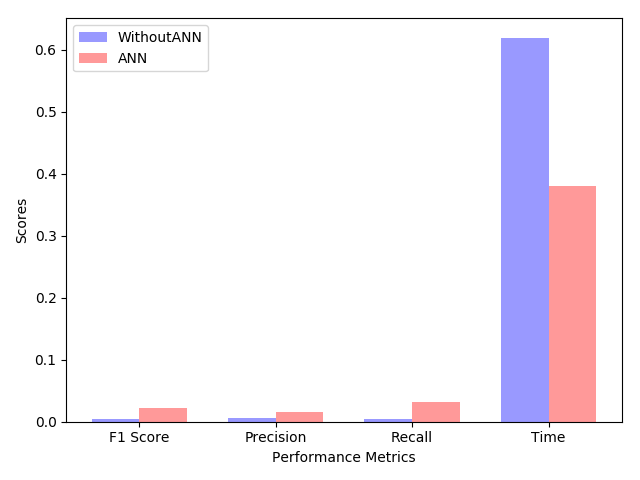 WithoutANN
ANN
Scores
0.6
0.5
0.4
0.3
0.2
0.1
0.0
F1 Score Precision Recall Time
Performance Metrics